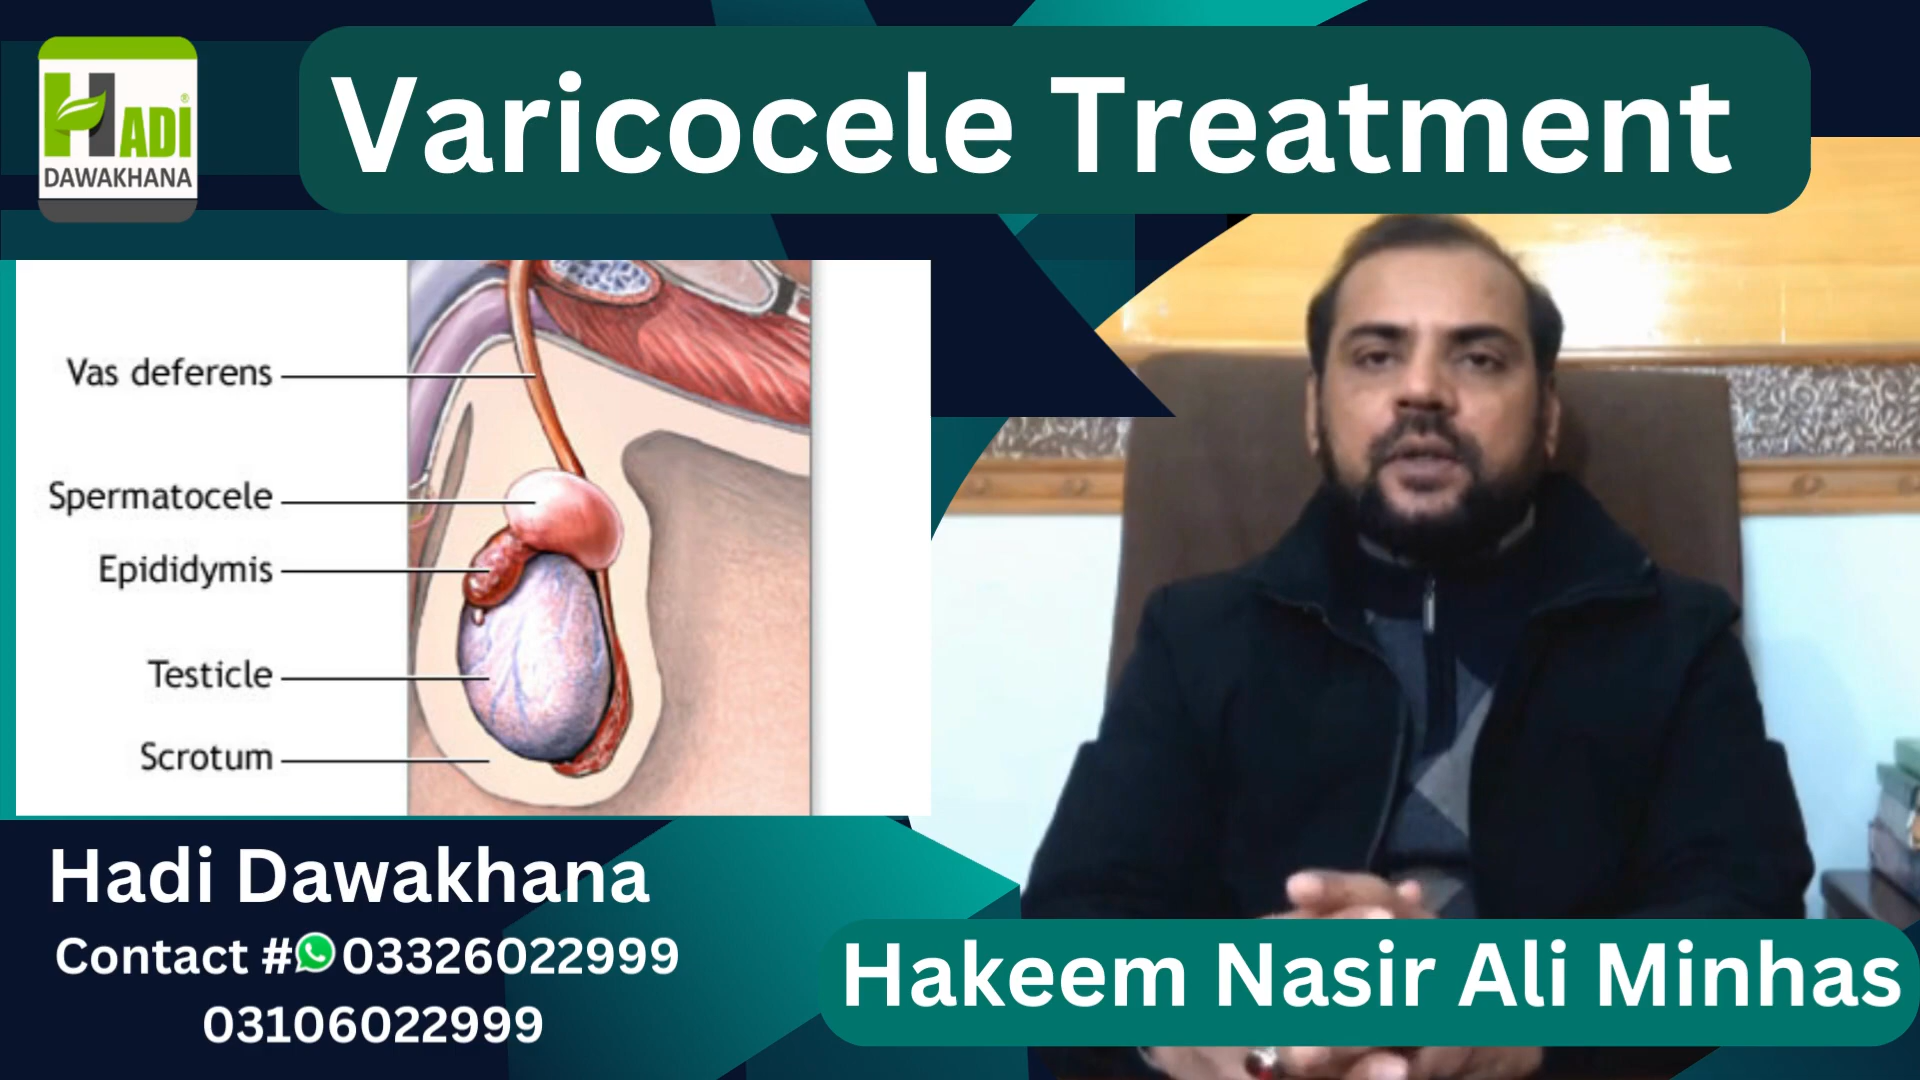 HADI
®
DAWAKHANA
Varicocele Treatment
Vas deferens
Spermatocele
Epididymis
Testicle
Scrotum
Hadi Dawakhana
Contact # 03326022999
03106022999
Hakeem Nasir Ali Minhas